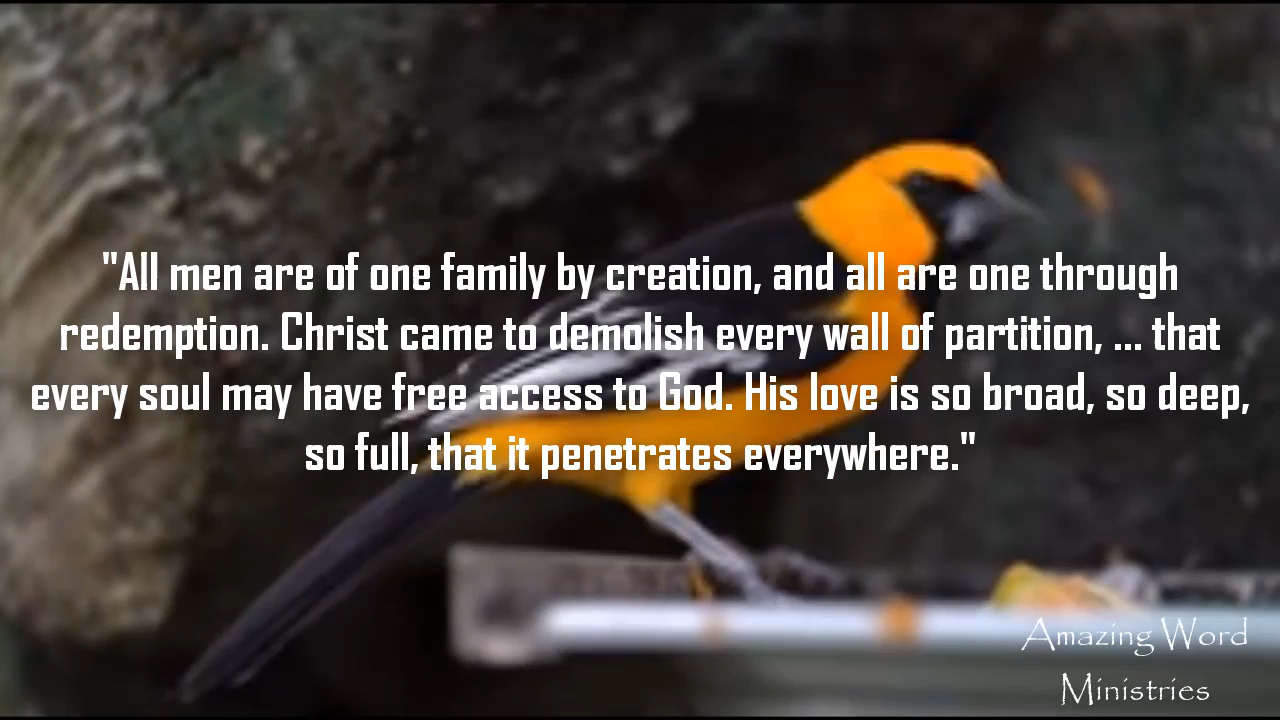 "All men are of one family by creation, and all are one through
redemption. Christ came to demolish every wall of partition, ... that
every soul may have free access to God. His love is so broad, so deep,
so full, that it penetrates everywhere."
Amazing Word
Ministries